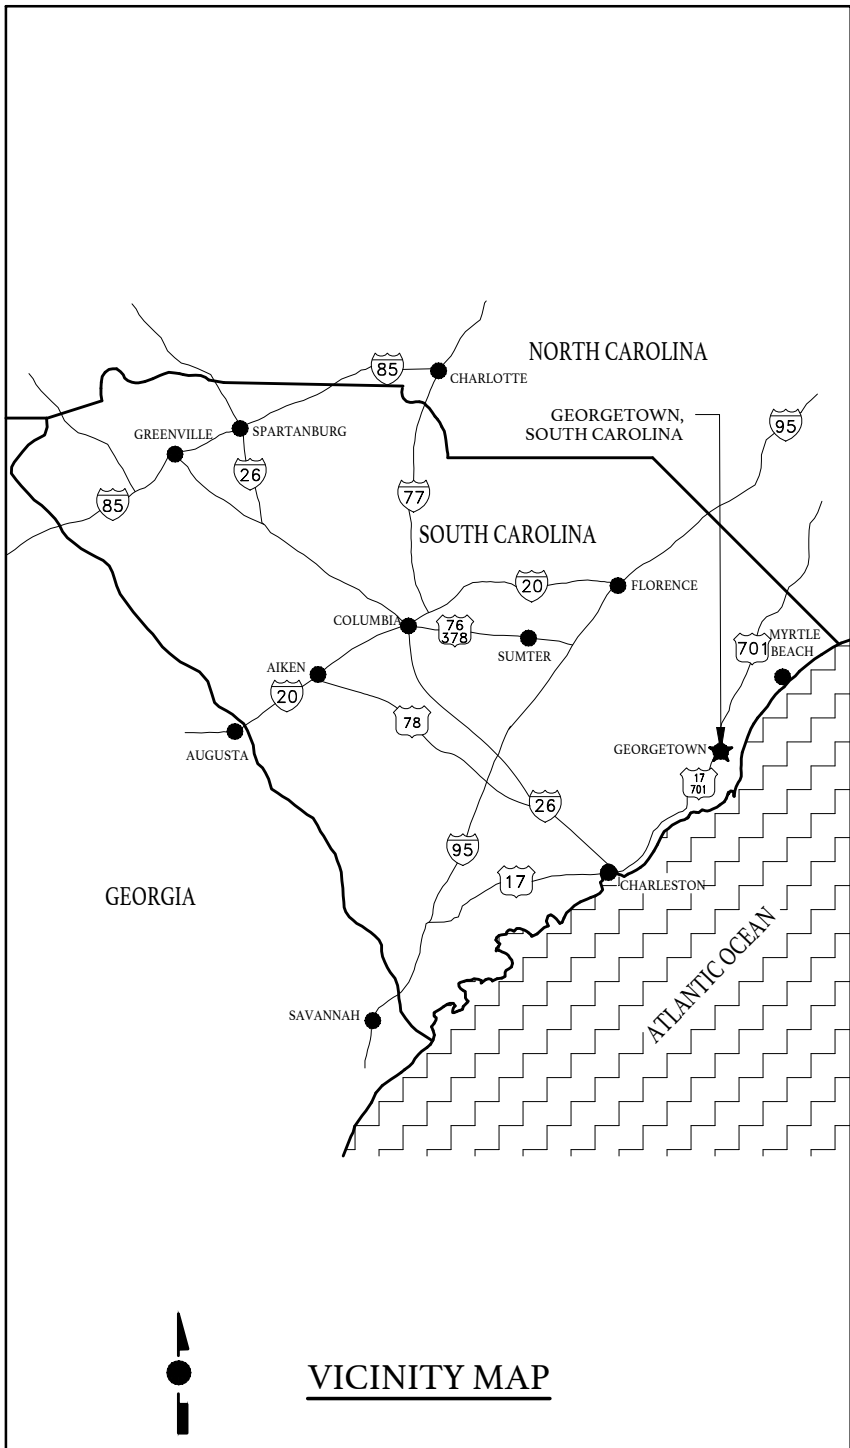 NORTH CAROLINA
85
CHARLOTTE
GEORGETOWN,
SOUTH CAROLINA
95
GREENVILLE
SPARTANBURG
26
77
85
SOUTH CAROLINA
20
FLORENCE
COLUMBIA
76
378
SUMTER
701
MYRTLE
BEACH
AIKEN
20
78
AUGUSTA
GEORGETOWN
17
701
26
95
17
CHARLESTON
GEORGIA
ATLANTIC OCEAN
SAVANNAH
VICINITY MAP